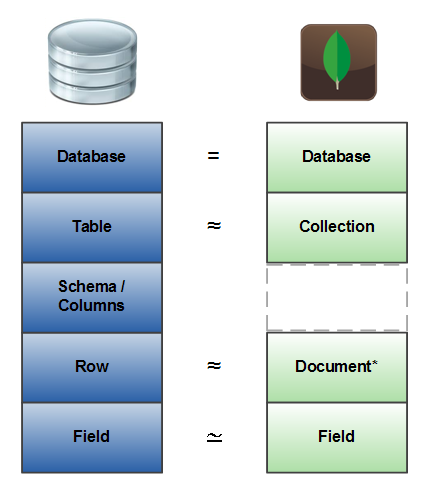 Database = Database
Table ≈ Collection
Schema /
Columns
Row ≈ Document*
Field ≃ Field